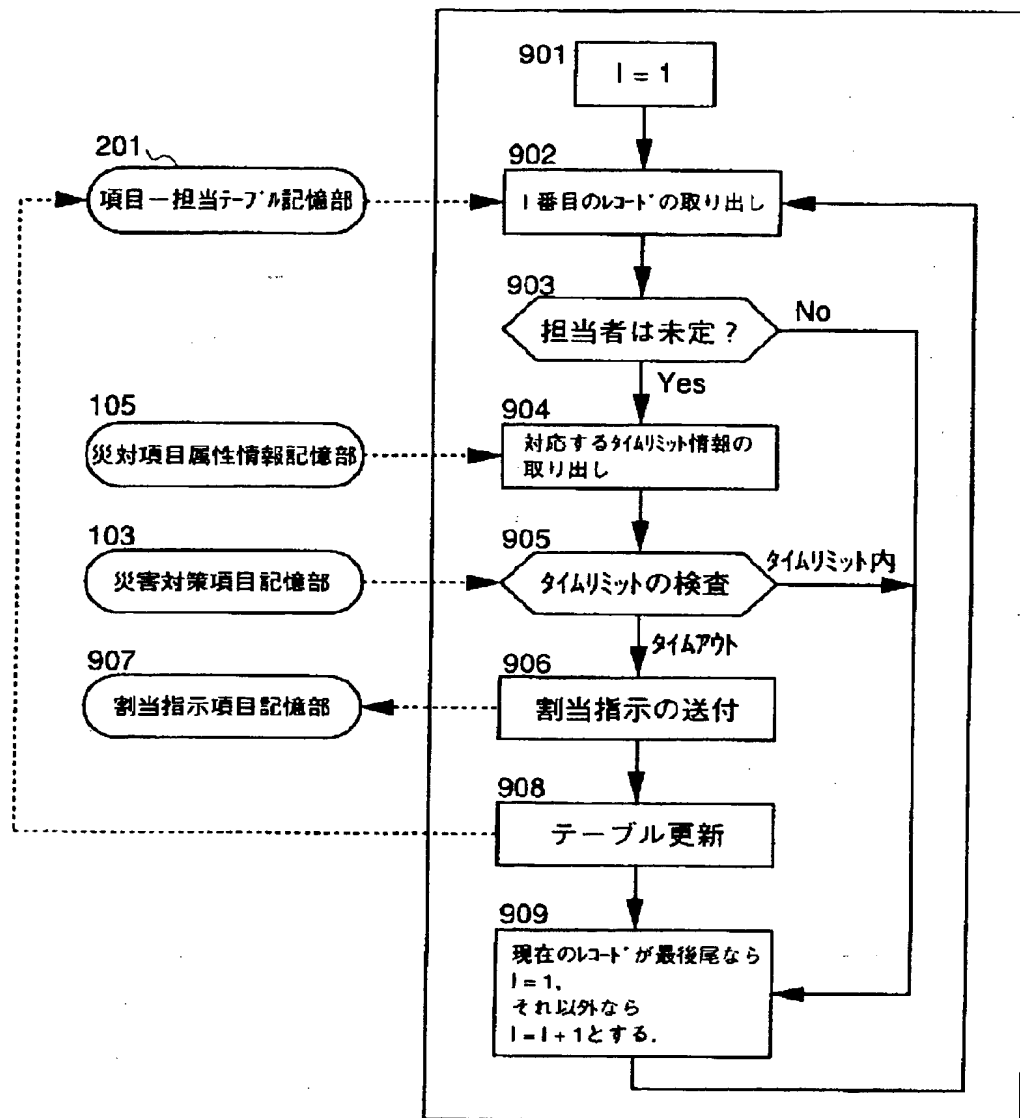 901
I = 1
201
項目ー担当テーブル記憶部
902
I番目のレコードの取り出し
903
担当者は未定?
No
Yes
105
災対項目属性情報記憶部
904
対応するタイムリミット情報の
取り出し
103
災害対策項目記憶部
905
タイムリミットの検査
タイムリミット内
タイムアウト
907
割当指示項目記憶部
906
割当指示の送付
908
テーブル更新
909
現在のレコードが最後尾なら
I = 1,
それ以外なら
I = I + 1とする.